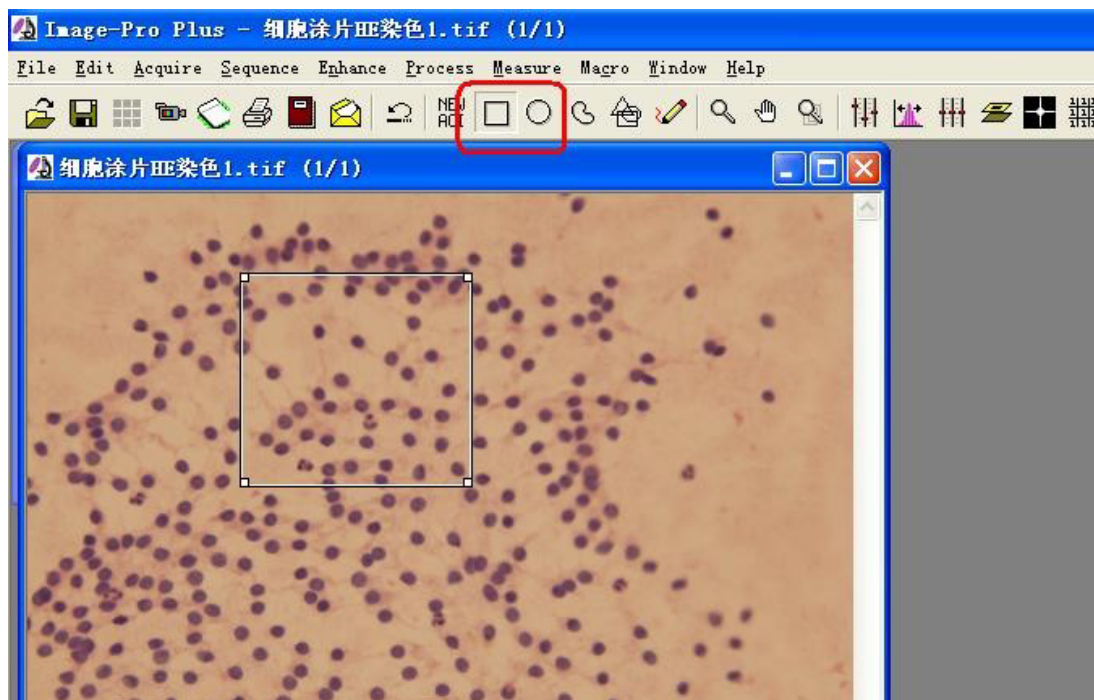 Image-Pro Plus - 细胞涂片HE染色1.tif (1/1)
File Edit Acquire Sequence Enhance Process Measure Macro Window Help
NEW
AOI
细胞涂片HE染色1.tif (1/1)